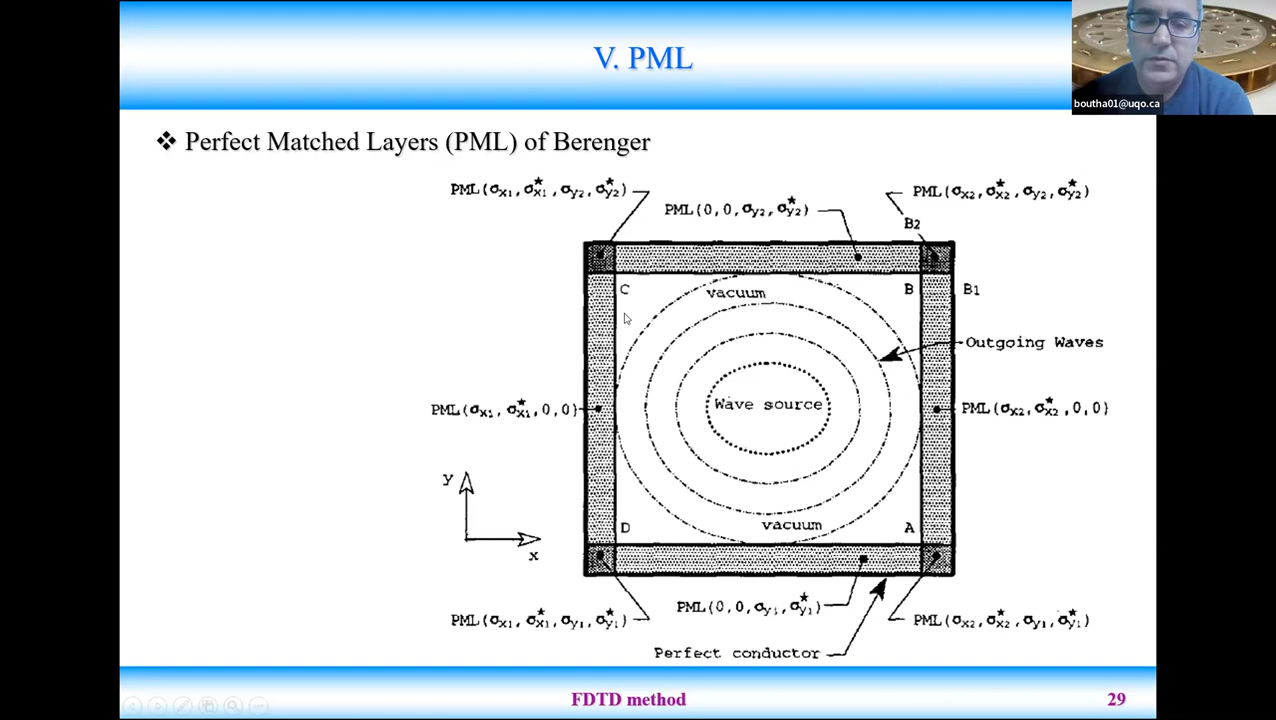 V. PML
boutha01@uqo.ca
❖ Perfect Matched Layers (PML) of Berenger
PML(σx1, σ*x1, σy2, σ*y2)
PML(0,0,σy2, σ*y2)
PML(σx2, σ*x2, σy2, σ*y2)
B2
C
vacuum
B
B1
Outgoing Waves
Wave source
PML(σx1, σ*x1,0,0)
PML(σx2, σ*x2,0,0)
y
x
D
vacuum
A
PML(σx1, σ*x1, σy1, σ*y1)
PML(0,0,σy1, σ*y1)
PML(σx2, σ*x2, σy1, σ*y1)
Perfect conductor
FDTD method
29